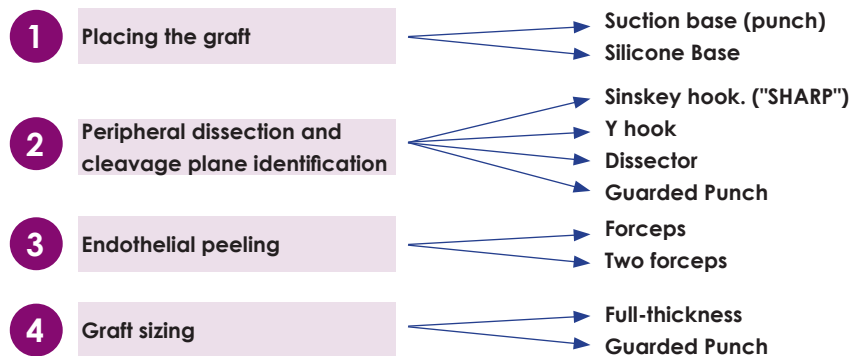 1 Placing the graft
Suction base (punch)
Silicone Base
2 Peripheral dissection and
cleavage plane identification
Sinskey hook. ("SHARP")
Y hook
Dissector
Guarded Punch
3 Endothelial peeling
Forceps
Two forceps
4 Graft sizing
Full-thickness
Guarded Punch